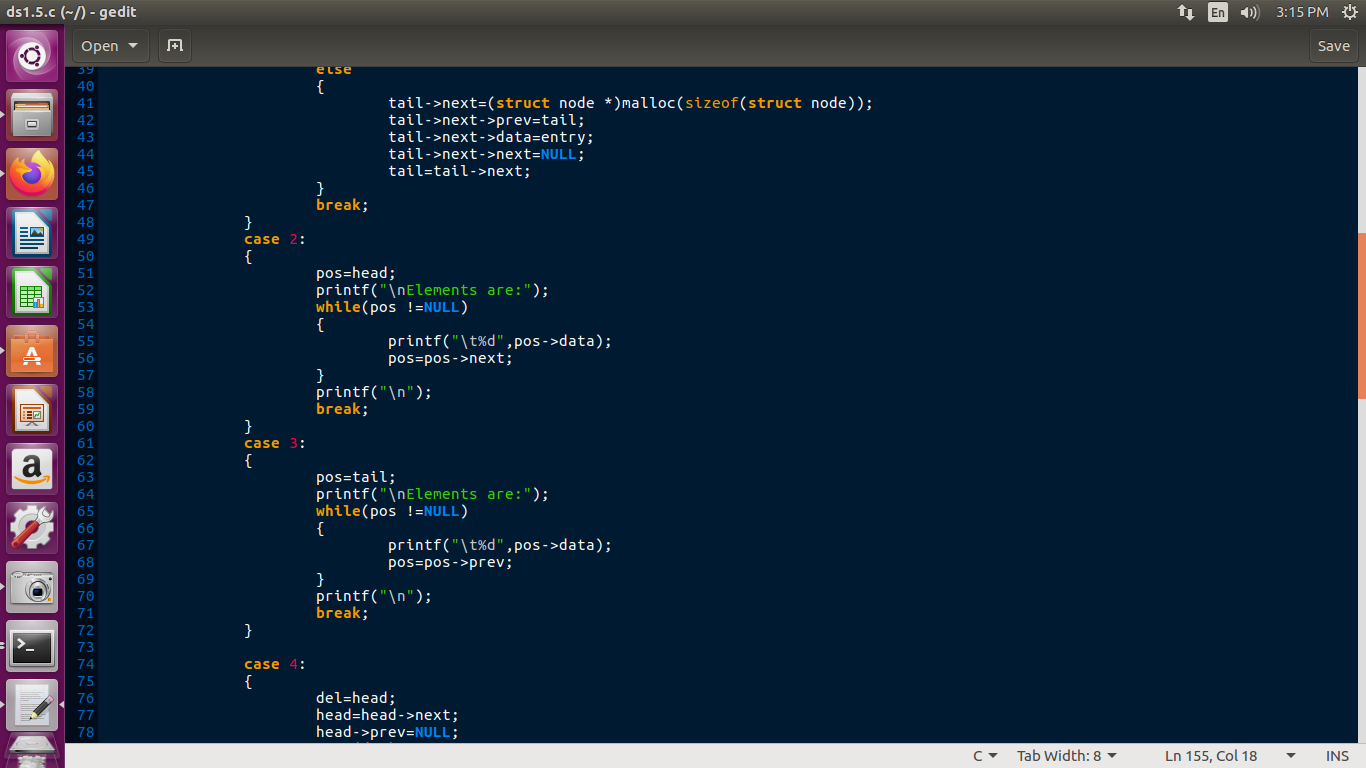 ds1.5.c (~/) - gedit
En
3:15 PM
Open
Save
39 else
40 {
41 tail->next=(struct node *)malloc(sizeof(struct node));
42 tail->next->prev=tail;
43 tail->next->data=entry;
44 tail->next->next=NULL;
45 tail=tail->next;
46 }
47 break;
48 }
49 case 2:
50 {
51 pos=head;
52 printf("\nElements are:");
53 while(pos !=NULL)
54 {
55 printf("\t%d",pos->data);
56 pos=pos->next;
57 }
58 printf("\n");
59 break;
60 }
61 case 3:
62 {
63 pos=tail;
64 printf("\nElements are:");
65 while(pos !=NULL)
66 {
67 printf("\t%d",pos->data);
68 pos=pos->prev;
69 }
70 printf("\n");
71 break;
72 }
73
74 case 4:
75 {
76 del=head;
77 head=head->next;
78 head->prev=NULL;
C
Tab Width: 8
Ln 155, Col 18
INS